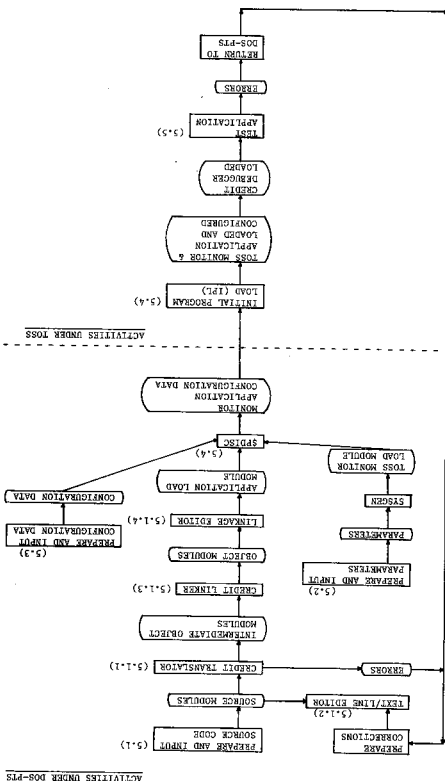 ACTIVITIES UNDER DOS-PTS
PREPARE
CORRECTIONS
(5.1)
PREPARE AND INPUT
SOURCE CODE
(5.1.2)
TEXT/LINE EDITOR
SOURCE MODULES
ERRORS
CREDIT TRANSLATOR
(5.1.1)
INTERMEDIATE OBJECT
MODULES
(5.2)
PREPARE AND INPUT
PARAMETERS
CREDIT LINKER
(5.1.3)
PARAMETERS
OBJECT MODULES
(5.3)
PREPARE AND INPUT
CONFIGURATION DATA
SYSGEN
LINKAGE EDITOR
(5.1.4)
CONFIGURATION DATA
TOSS MONITOR
LOAD MODULE
APPLICATION LOAD
MODULE
(5.4)
$PDISC
MONITOR
APPLICATION
CONFIGURATION DATA
ACTIVITIES UNDER TOSS
INITIAL PROGRAM
LOAD (IPL)
(5.4)
TOSS MONITOR &
APPLICATION
LOADED AND
CONFIGURED
CREDIT
DEBUGGER
LOADED
TEST
APPLICATION
(5.5)
ERRORS
RETURN TO
DOS-PTS